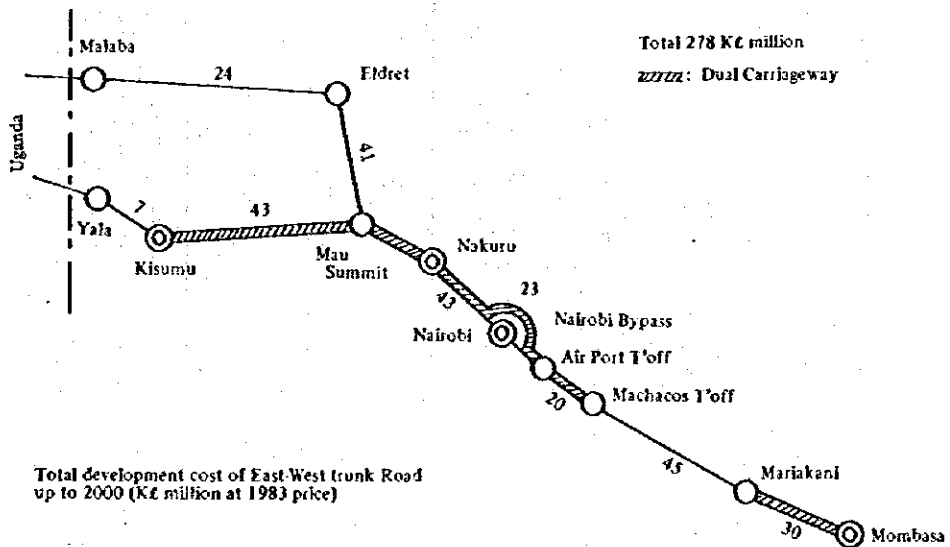 Malaba
Total 278 K£ million
: Dual Carriageway
24
Eldret
Uganda
41
Yala
7
43
Kisumu
Mau
Summit
Nakuru
43
23
Nairobi
Nairobi Bypass
Air Port T'off
20
Machacos T'off
45
Mariakani
30
Mombasa
Total development cost of East-West trunk Road
up to 2000 (K£ million at 1983 price)